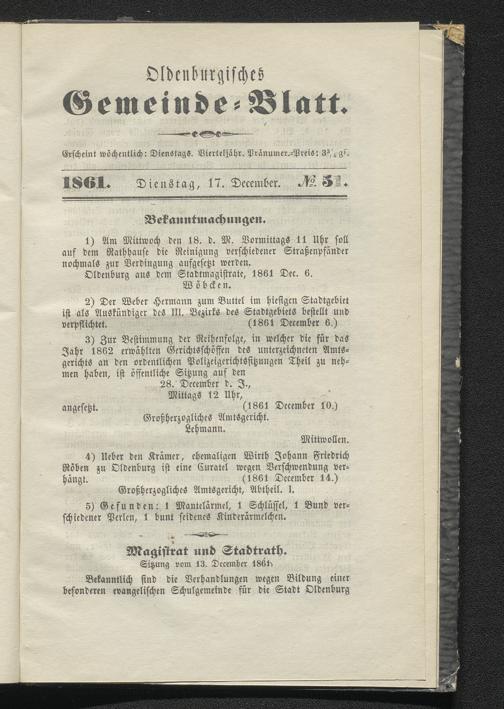 Oldenburgisches
Gemeinde-Blatt.
Erscheint wöchentlich: Dienstags. Vierteljähr. Pränumer.-Preis: 3¾ gr.
1861. Dienstag, 17. December. № 51.
Bekanntmachungen.
1) Am Mittwoch den 18. d. M. Vormittags 11 Uhr soll
auf dem Rathhause die Reinigung verschiedener Straßenpfänder
nochmals zur Verdingung aufgesetzt werden.
Oldenburg aus dem Stadtmagistrate, 1861 Dec. 6.
Wöbcken.
2) Der Weber Hermann zum Buttel im hiesigen Stadtgebiet
ist als Auskündiger des III. Bezirks des Stadtgebiets bestellt und
verpflichtet. (1861 December 6.)
3) Zur Bestimmung der Reihenfolge, in welcher die für das
Jahr 1862 erwählten Gerichtsschöffen des unterzeichneten Amts-
gerichts an den ordentlichen Polizeigerichtssitzungen Theil zu neh-
men haben, ist öffentliche Sitzung auf den
28. December d. J.,
Mittags 12 Uhr,
angesetzt. (1861 December 10.)
Großherzogliches Amtsgericht.
Lehmann.
Mitwollen.
4) Ueber den Krämer, ehemaligen Wirth Johann Friedrich
Röben zu Oldenburg ist eine Curatel wegen Verschwendung ver-
hängt. (1861 December 14.)
Großherzogliches Amtsgericht, Abtheil. I.
5) Gefunden: 1 Mantelärmel, 1 Schlüssel, 1 Bund ver-
schiedener Perlen, 1 bunt seidenes Kinderärmelchen.
Magistrat und Stadtrath.
Sitzung vom 13. December 1861.
Bekanntlich sind die Verhandlungen wegen Bildung einer
besonderen evangelischen Schulgemeinde für die Stadt Oldenburg